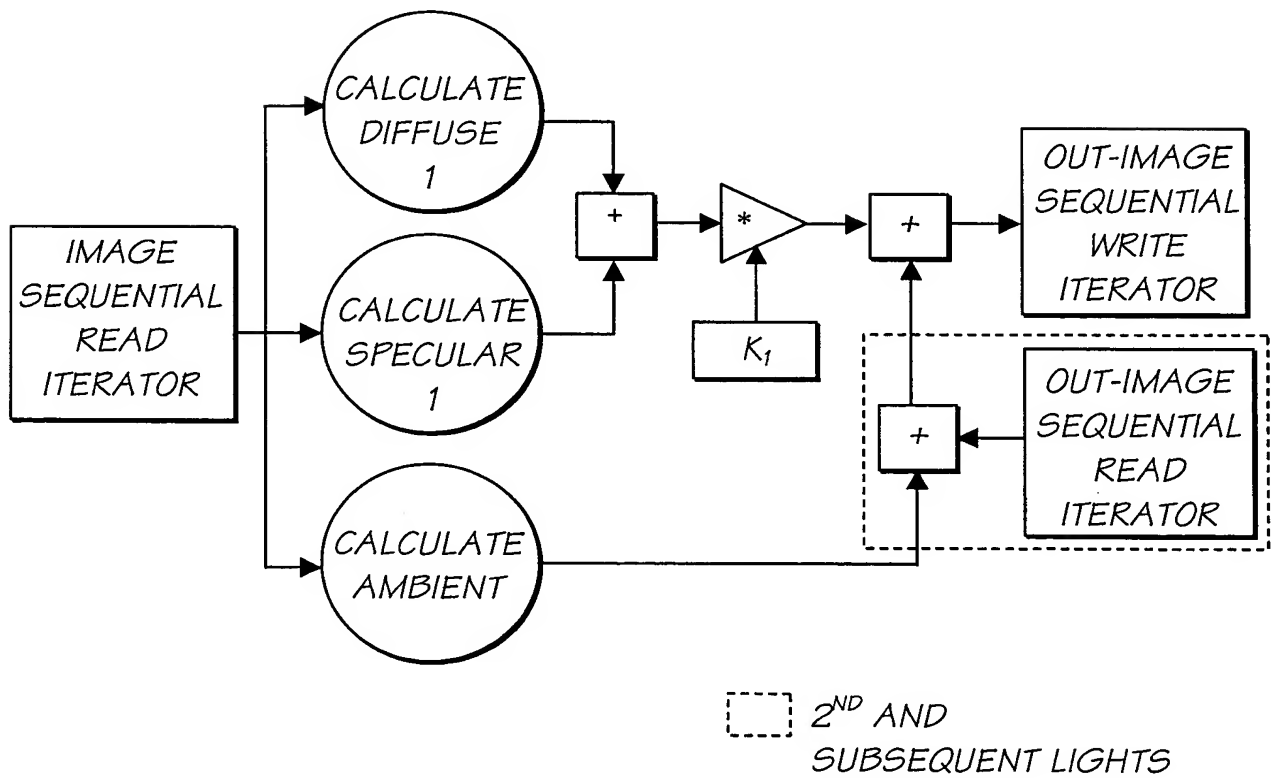 IMAGE
SEQUENTIAL
READ
ITERATOR
CALCULATE
DIFFUSE
1
CALCULATE
SPECULAR
1
CALCULATE
AMBIENT
+
*
K₁
+
OUT-IMAGE
SEQUENTIAL
WRITE
ITERATOR
+
OUT-IMAGE
SEQUENTIAL
READ
ITERATOR
2ND AND
SUBSEQUENT LIGHTS